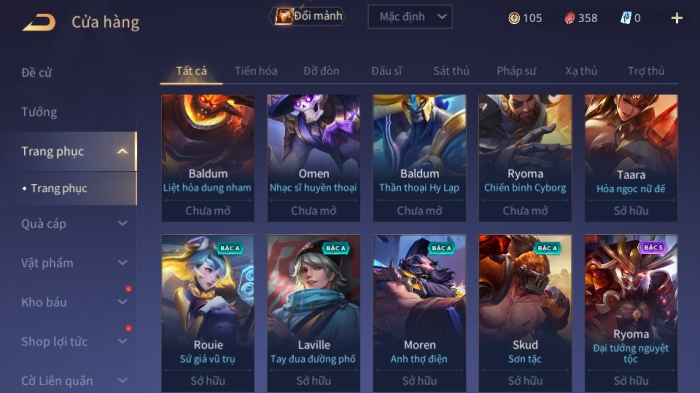 Cửa hàng
Đổi mảnh
Mặc định
105
358
0
Đề cử
Tướng
Trang phục
Trang phục
Quà cáp
Vật phẩm
Kho báu
Shop lợi tức
Cờ Liên quân
Tất cả
Tiến hóa
Đỡ đòn
Đấu sĩ
Sát thủ
Pháp sư
Xạ thủ
Trợ thủ
Baldum
Liệt hỏa dung nham
Chưa mở
Omen
Nhạc sĩ huyền thoại
Chưa mở
Baldum
Thần thoại Hy Lạp
Chưa mở
Ryoma
Chiến binh Cyborg
Chưa mở
Taara
Hỏa ngọc nữ đế
Sở hữu
BẬC A
Rouie
Sứ giả vũ trụ
Sở hữu
BẬC A
Laville
Tay đua đường phố
Sở hữu
BẬC A
Moren
Anh thợ điện
Sở hữu
BẬC A
Skud
Sơn tặc
Sở hữu
BẬC S
Ryoma
Đại tướng nguyệt
tộc
Sở hữu